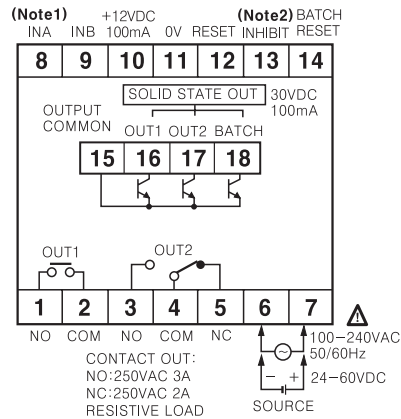 (Note1) +12VDC (Note2) BATCH
INA INB 100mA 0V RESET INHIBIT RESET
8 9 10 11 12 13 14
SOLID STATE OUT 30VDC
100mA
OUTPUT
COMMON OUT1 OUT2 BATCH
15 16 17 18
OUT1 OUT2
1 2 3 4 5 6 7
NO COM NO COM NC
100-240VAC
50/60Hz
CONTACT OUT:
NO:250VAC 3A
NC:250VAC 2A
RESISTIVE LOAD
- + 24-60VDC
SOURCE